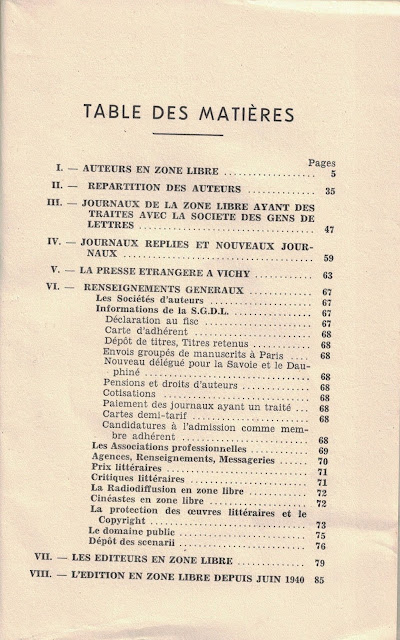 TABLE DES MATIÈRES
Pages
I. — AUTEURS EN ZONE LIBRE .............. 5
II. — REPARTITION DES AUTEURS .......... 35
III. — JOURNAUX DE LA ZONE LIBRE AYANT DES
TRAITES AVEC LA SOCIETE DES GENS DE
LETTRES .............................. 47
IV. — JOURNAUX REPLIES ET NOUVEAUX JOUR-
NAUX ................................. 59
V. — LA PRESSE ETRANGERE A VICHY ........ 63
VI. — RENSEIGNEMENTS GENERAUX .......... 67
Les Sociétés d'auteurs .................. 67
Informations de la S.G.D.L. ............. 67
Déclaration au fisc ................... 67
Carte d'adhérent ..................... 68
Dépôt de titres, Titres retenus ......... 68
Envois groupés de manuscrits à Paris .... 68
Nouveau délégué pour la Savoie et le Dau-
phiné ............................. 68
Pensions et droits d'auteurs ........... 68
Cotisations ......................... 68
Paiement des journaux ayant un traité ... 68
Cartes demi-tarif .................... 68
Candidatures à l'admission comme mem-
bre adhérent ....................... 68
Les Associations professionnelles ........ 69
Agences, Renseignements, Messageries ...... 70
Prix littéraires ........................ 71
Critiques littéraires ................... 71
La Radiodiffusion en zone libre .......... 72
Cinéastes en zone libre ................. 72
La protection des œuvres littéraires et le
Copyright ........................... 73
Le domaine public ..................... 75
Dépôt des scenarii ..................... 76
VII. — LES EDITEURS EN ZONE LIBRE ........ 79
VIII. — L'EDITION EN ZONE LIBRE DEPUIS JUIN 1940 85